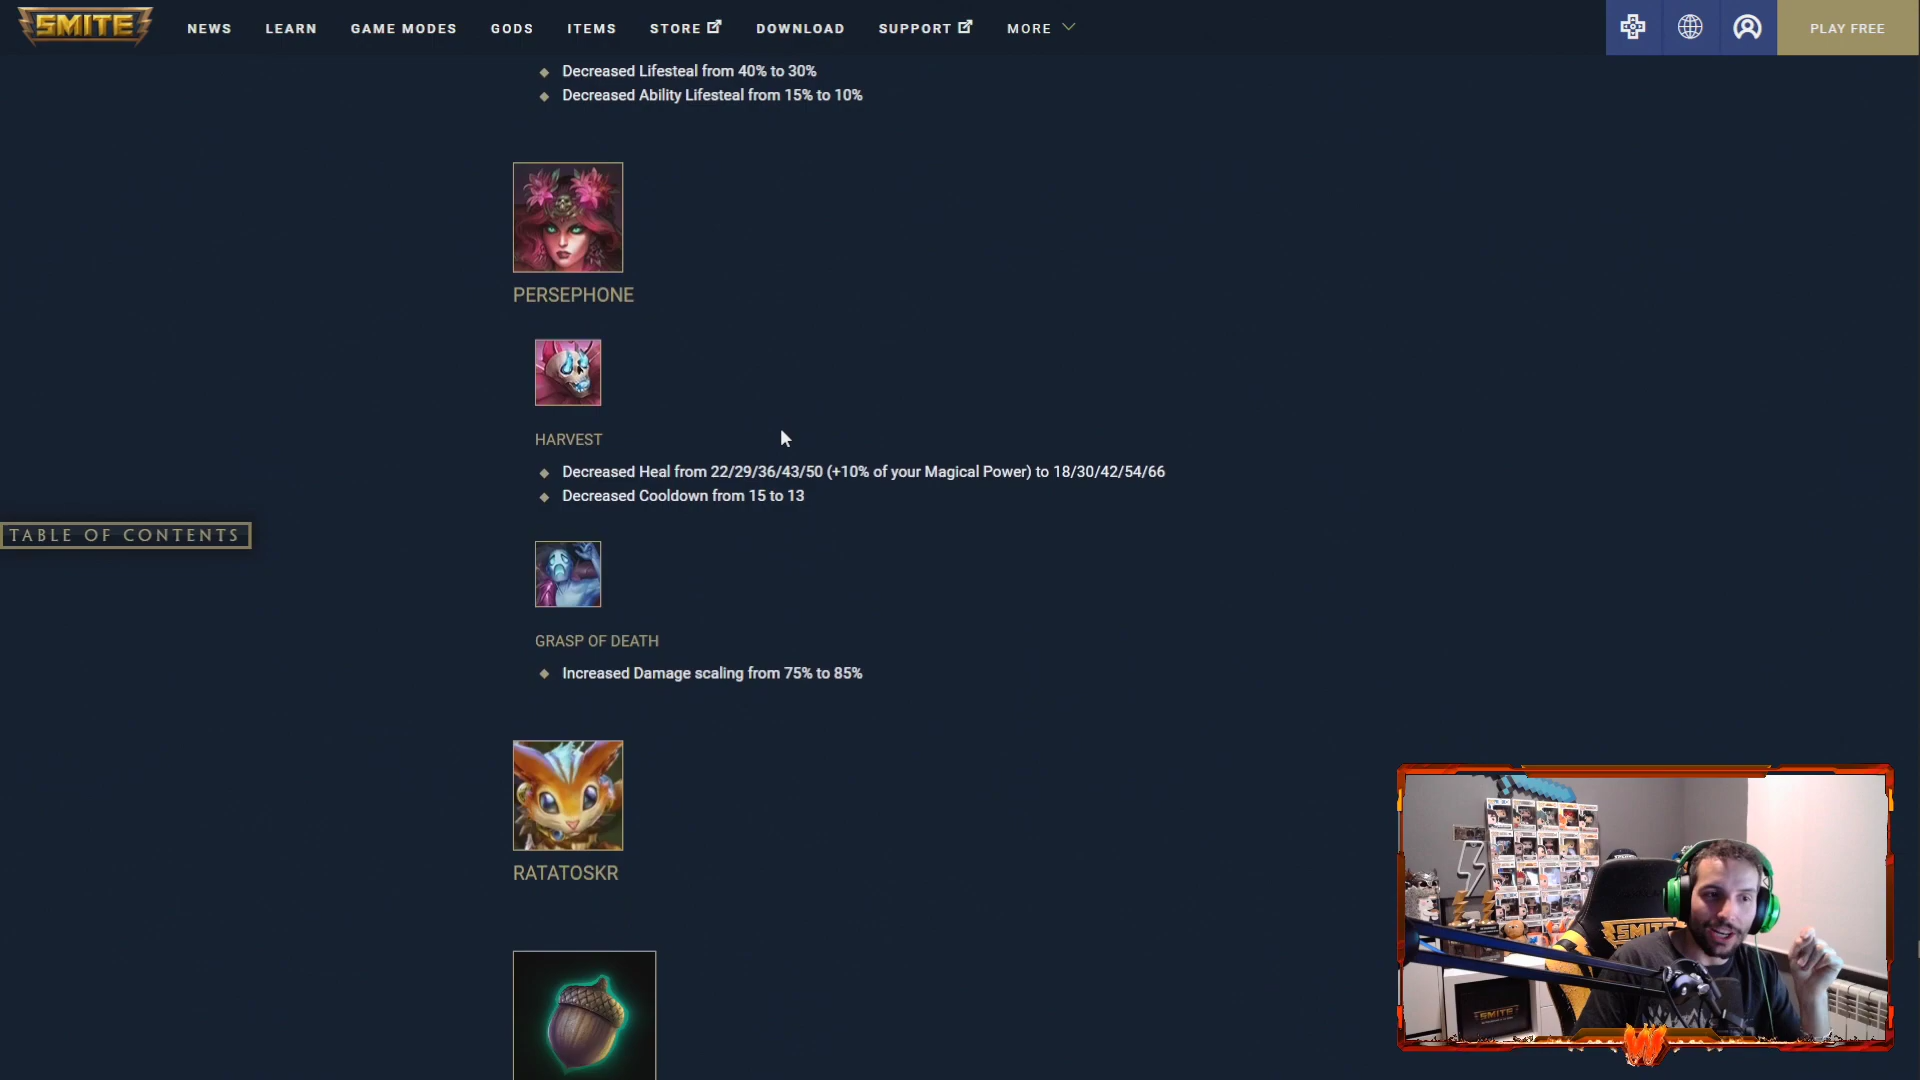 SMITE
NEWS LEARN GAME MODES GODS ITEMS STORE DOWNLOAD SUPPORT MORE PLAY FREE
Decreased Lifesteal from 40% to 30%
Decreased Ability Lifesteal from 15% to 10%
PERSEPHONE
HARVEST
Decreased Heal from 22/29/36/43/50 (+10% of your Magical Power) to 18/30/42/54/66
Decreased Cooldown from 15 to 13
TABLE OF CONTENTS
GRASP OF DEATH
Increased Damage scaling from 75% to 85%
RATATOSKR
SMITE
SMITE
W